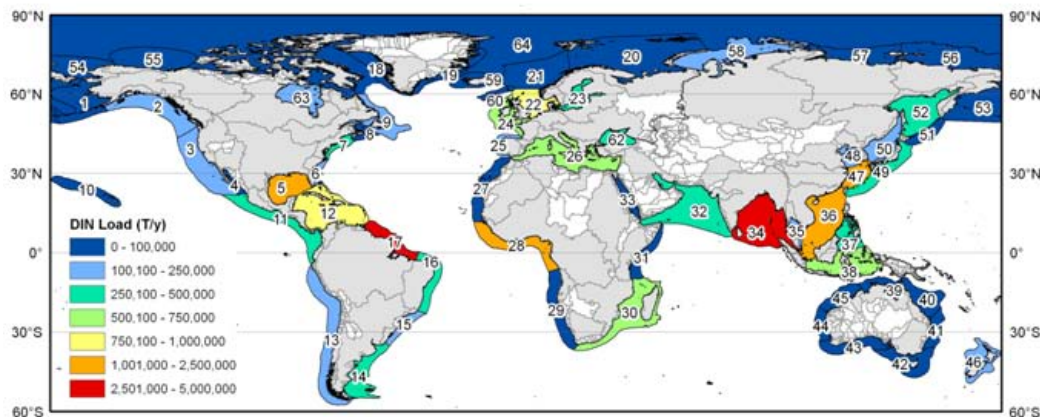 90°N 90°N
64
58
54 55 18 19 59 21 20 57 56
60°N 60°N
1 2 63 60 22 23 52 53
9 24
3 8 25 62 51
7 26 48 50
30°N 6 47 49 30°N
10 4 5 27 33
12 32 34 35 36
DIN Load (T/y) 11 28 37
0°
0 - 100,000 16 31 38 0°
100,100 - 250,000 39
250,100 - 500,000 15 29 30 45 40
500,100 - 750,000 44 41
30°S 30°S
750,100 - 1,000,000 13 43 46
1,001,000 - 2,500,000 14 42
2,501,000 - 5,000,000
60°S 60°S